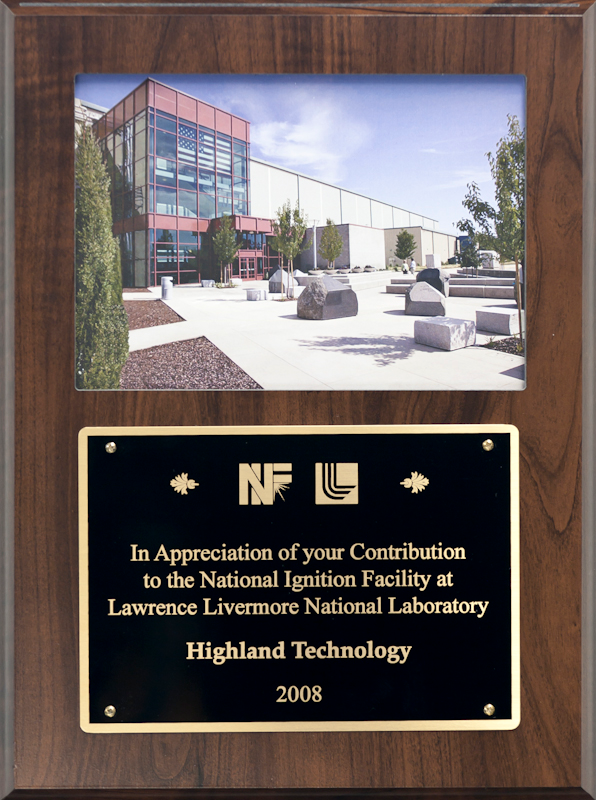 NIF L
In Appreciation of your Contribution
to the National Ignition Facility at
Lawrence Livermore National Laboratory
Highland Technology
2008